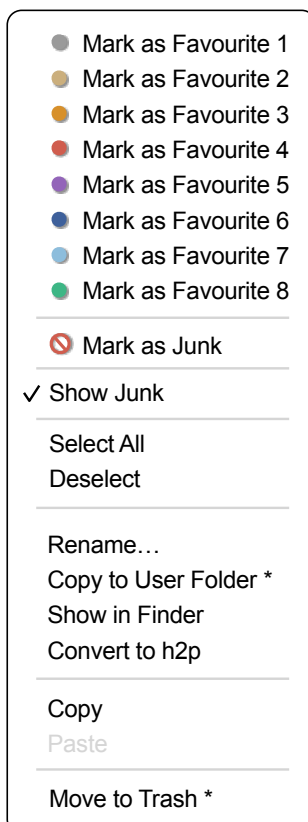 Mark as Favourite 1
Mark as Favourite 2
Mark as Favourite 3
Mark as Favourite 4
Mark as Favourite 5
Mark as Favourite 6
Mark as Favourite 7
Mark as Favourite 8
Mark as Junk
✓ Show Junk
Select All
Deselect
Rename…
Copy to User Folder *
Show in Finder
Convert to h2p
Copy
Paste
Move to Trash *